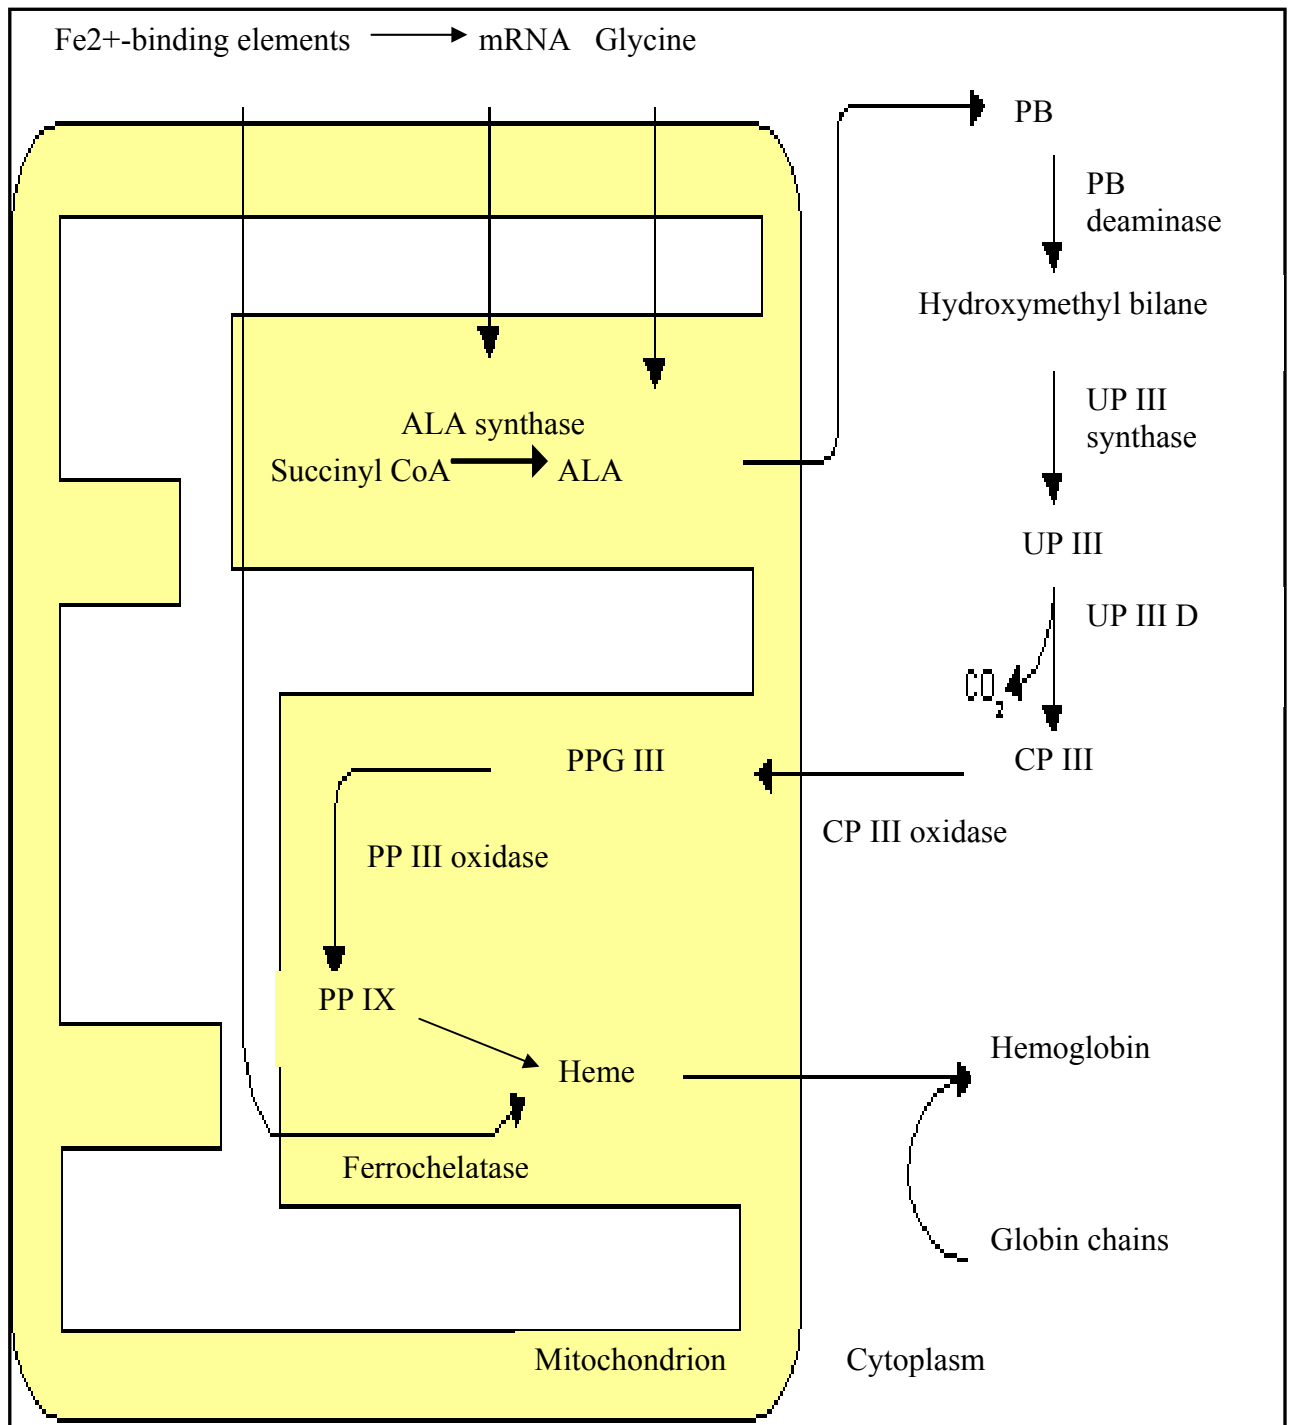 Fe2+-binding elements mRNA Glycine
PB
PB
deaminase
Hydroxymethyl bilane
UP III
synthase
ALA synthase
Succinyl CoA ALA
UP III
UP III D
CO2
CP III
PPG III
CP III oxidase
PP III oxidase
PP IX
Heme
Hemoglobin
Ferrochelatase
Globin chains
Mitochondrion
Cytoplasm